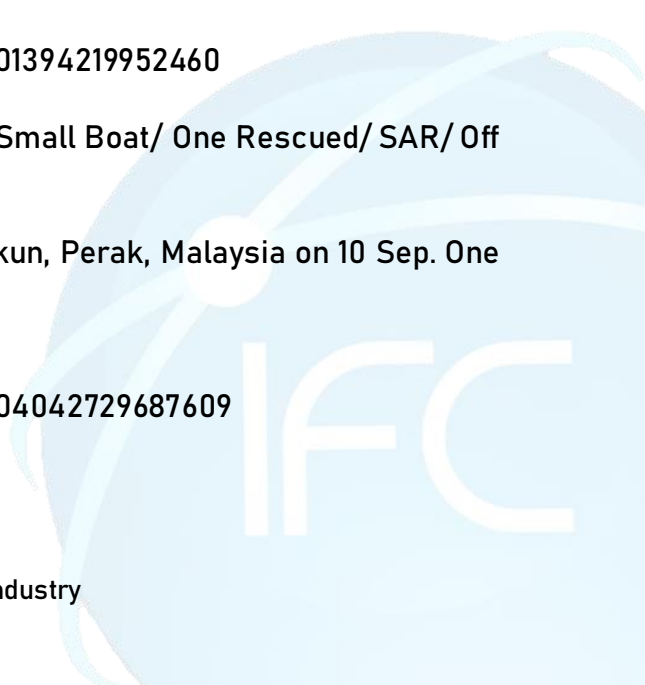 01394219952460
Small Boat/ One Rescued/ SAR/ Off
kun, Perak, Malaysia on 10 Sep. One
IFC
04042729687609
ndustry